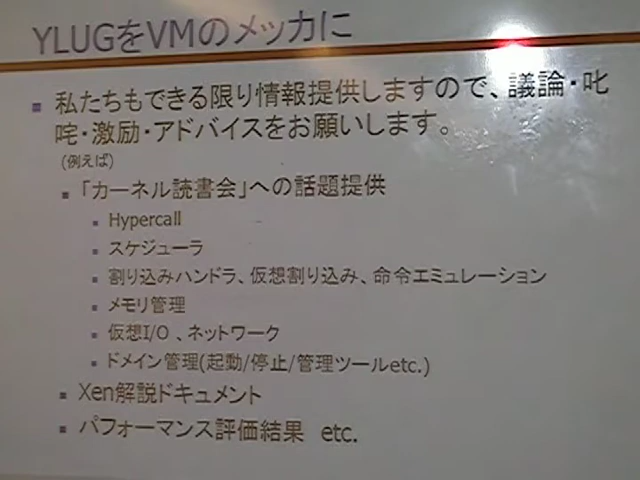 YLUGをVMのメッカに
私たちもできる限り情報提供しますので、議論・叱
咤・激励・アドバイスをお願いします。
(例えば)
「カーネル読書会」への話題提供
Hypercall
スケジューラ
割り込みハンドラ、仮想割り込み、命令エミュレーション
メモリ管理
仮想I/O 、ネットワーク
ドメイン管理(起動/停止/管理ツールetc.)
Xen解説ドキュメント
パフォーマンス評価結果 etc.